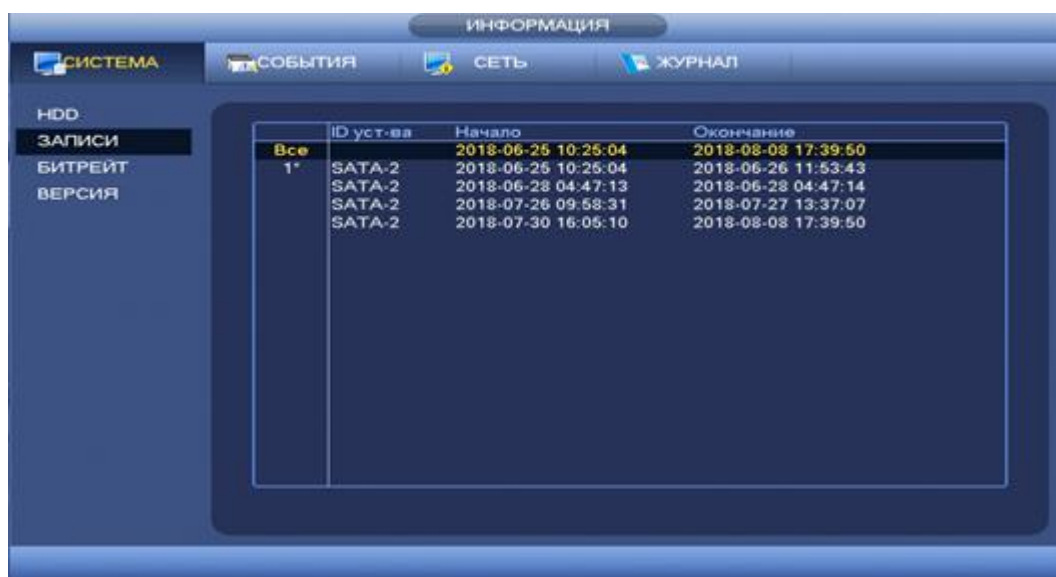 ИНФОРМАЦИЯ
СИСТЕМА СОБЫТИЯ СЕТЬ ЖУРНАЛ
HDD
ЗАПИСИ
БИТРЕЙТ
ВЕРСИЯ
ID уст-ва Начало Окончание
Все 2018-06-25 10:25:04 2018-08-08 17:39:50
1* SATA-2 2018-06-25 10:25:04 2018-06-26 11:53:43
SATA-2 2018-06-28 04:47:13 2018-06-28 04:47:14
SATA-2 2018-07-26 09:58:31 2018-07-27 13:37:07
SATA-2 2018-07-30 16:05:10 2018-08-08 17:39:50